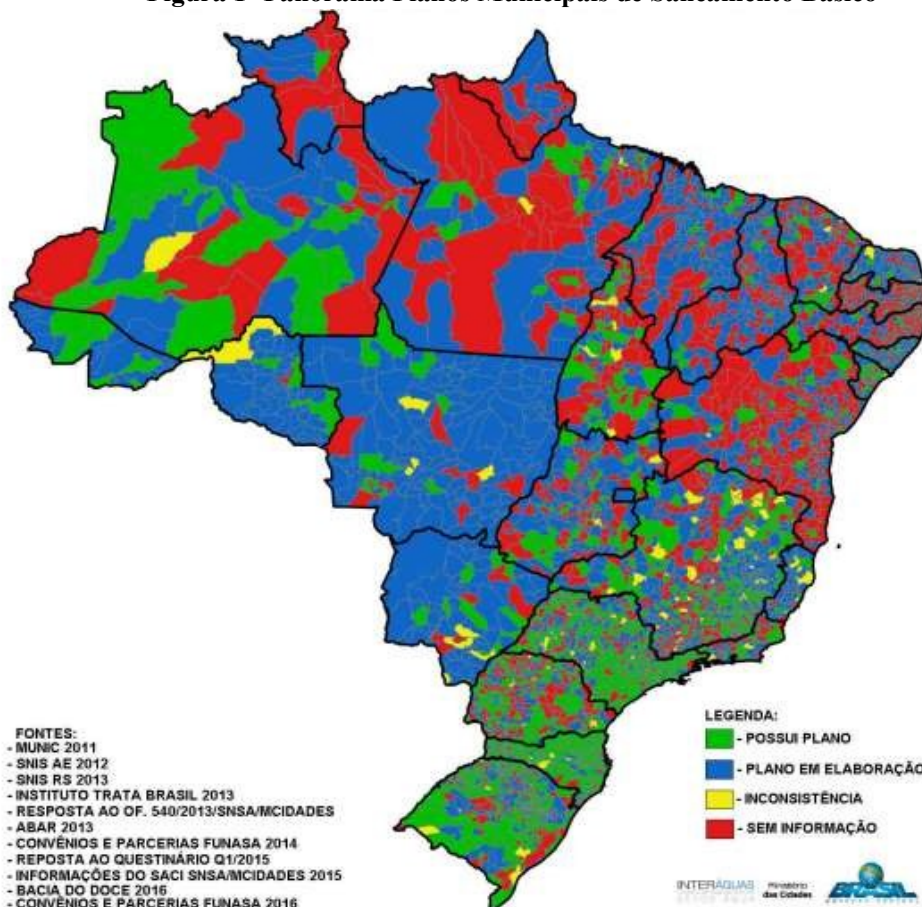 Figura 1- Panorama Planos Municipais de Saneamento Básico
FONTES:
- MUNIC 2011
- SNIS AE 2012
- SNIS RS 2013
- INSTITUTO TRATA BRASIL 2013
- RESPOSTA AO OF. 540/2013/SNSA/MCIDADES
- ABAR 2013
- CONVÊNIOS E PARCERIAS FUNASA 2014
- REPOSTA AO QUESTINÁRIO Q1/2015
- INFORMAÇÕES DO SACI SNSA/MCIDADES 2015
- BACIA DO DOCE 2016
- CONVÊNIOS E PARCERIAS FUNASA 2016
LEGENDA:
- POSSUI PLANO
- PLANO EM ELABORAÇÃO
- INCONSISTÊNCIA
- SEM INFORMAÇÃO
INTERÁGUAS
Ministério
das Cidades
BRASIL